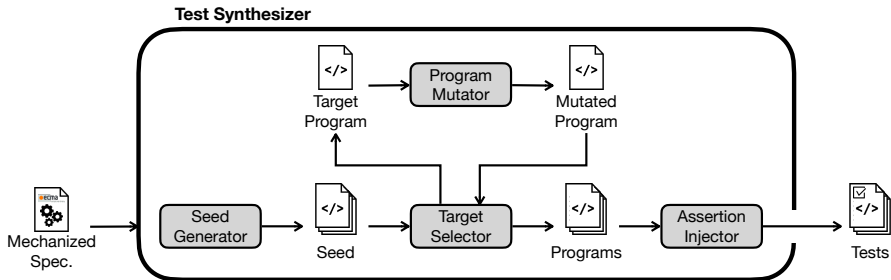 Test Synthesizer
</>
Target
Program
Program
Mutator
</>
Mutated
Program
ecma
Mechanized
Spec.
Seed
Generator
</>
Seed
Target
Selector
</>
Programs
Assertion
Injector
</>
Tests